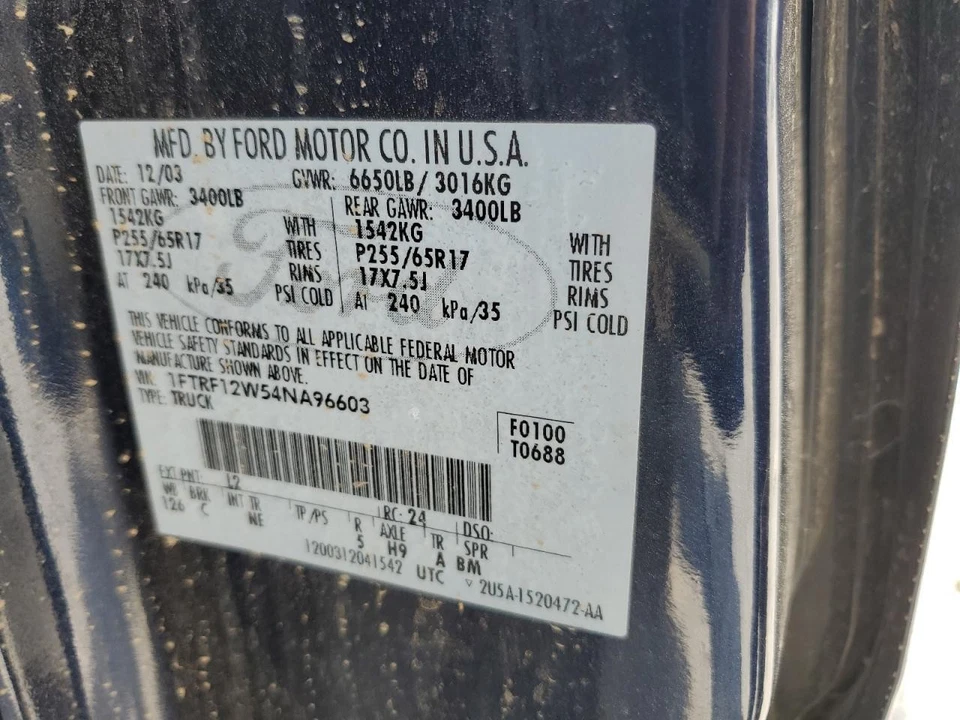 MFD. BY FORD MOTOR CO. IN U.S.A.
DATE: 12/03 GVWR: 6650LB/ 3016KG
FRONT GAWR: 3400LB REAR GAWR: 3400LB
1542KG WITH 1542KG WITH
P255/65R17 TIRES P255/65R17 TIRES
17X7.5J RIMS 17X7.5J RIMS
AT 240 kPa/35 PSI COLD AT 240 kPa/35 PSI COLD
THIS VEHICLE CONFORMS TO ALL APPLICABLE FEDERAL MOTOR
VEHICLE SAFETY STANDARDS IN EFFECT ON THE DATE OF
MANUFACTURE SHOWN ABOVE.
VIN: 1FTRF12W54NA96603
TYPE: TRUCK
F0100
T0688
EXT PNT: L2 RC: 24 DSO:
WB BRK INT TR TP/PS R AXLE TR SPR
126 C NE 5 H9 A BM
1200312041542 UTC ▽ 2U5A-1520472-AA
Ford